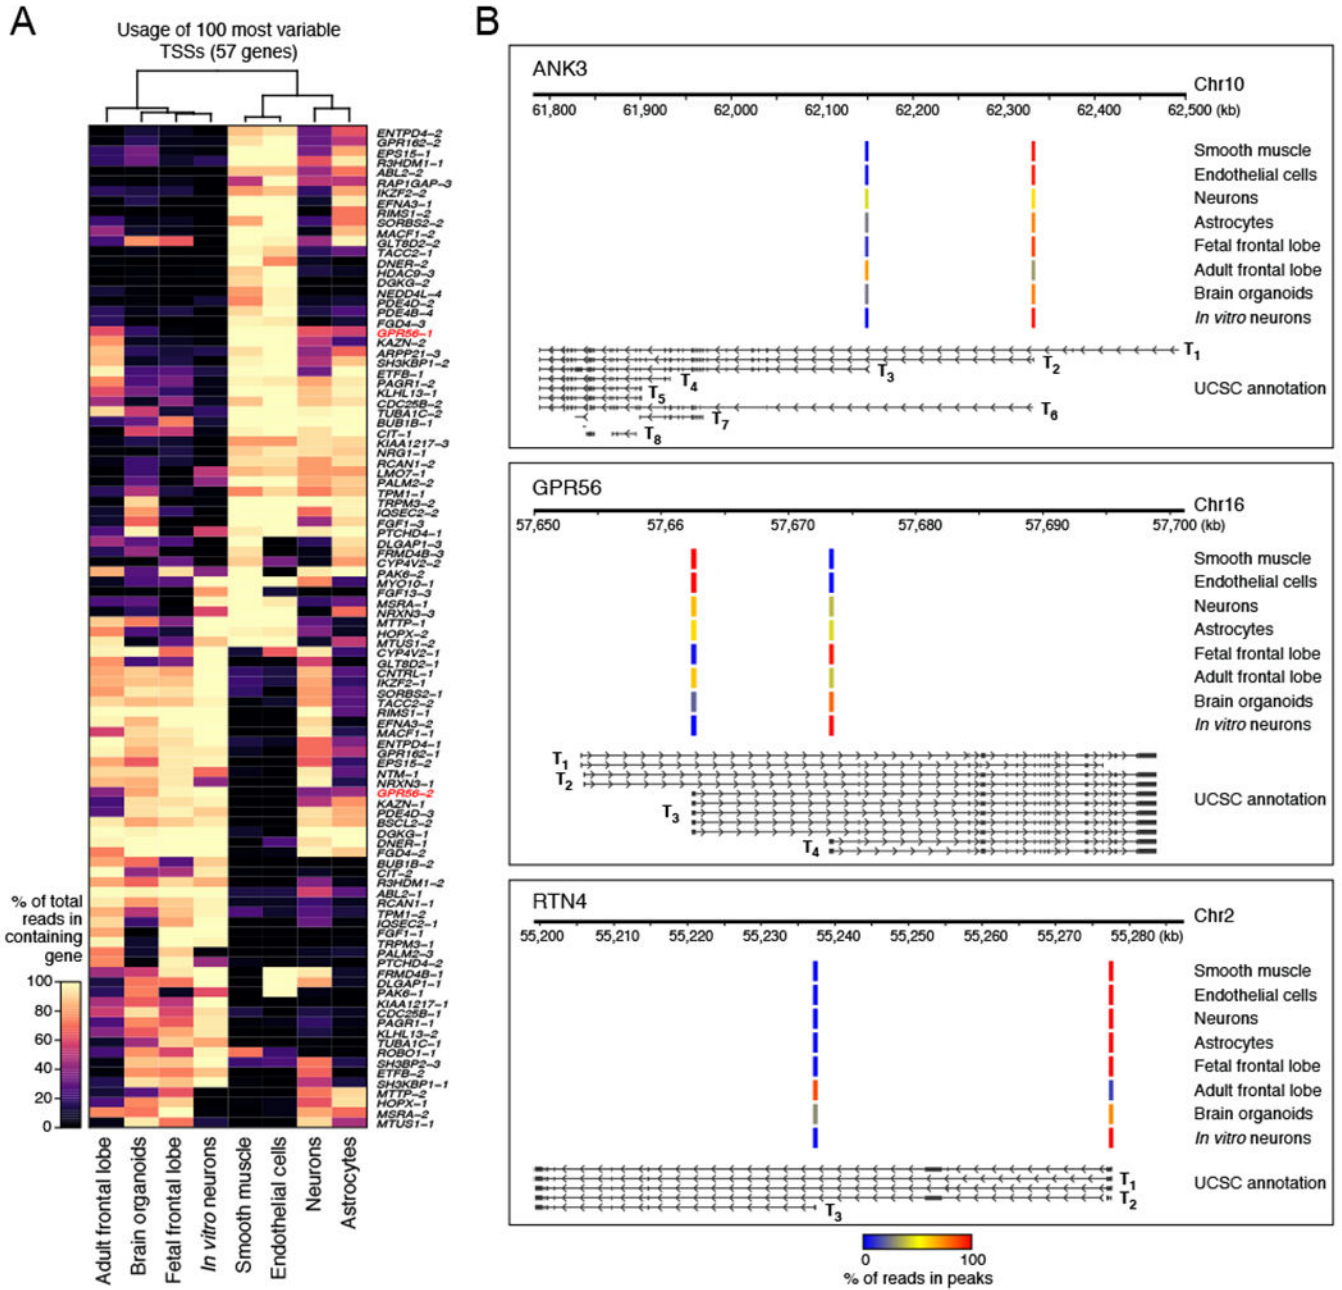 A
Usage of 100 most variable
TSSs (57 genes)
ENTPD4-2
GPR162-2
EPS15-1
R3HDM1-1
ABL2-2
RAP1GAP-3
IKZF2-2
EFNA3-1
RIMS1-2
SORBS2-2
MACF1-2
GLT8D2-2
TACC2-1
DNER-2
HDAC9-3
DGKG-2
NEDD4L-4
PDE4D-2
PDE4B-4
FGD4-3
GPR56-1
KAZN-2
ARPP21-3
SH3KBP1-2
ETFB-1
PAGR1-2
KLHL13-1
CDC25B-2
TUBA1C-2
BUB1B-1
CIT-1
KIAA1217-3
NRG1-1
RCAN1-2
LMO7-1
PALM2-2
TPM1-1
TRPM3-2
IQSEC2-2
FGF1-3
PTCHD4-1
DLGAP1-3
FRMD4B-3
CYP4V2-2
PAK6-2
MYO10-1
FGF13-3
MSRA-1
NRXN3-3
MTTP-1
HOPX-2
MTUS1-2
CYP4V2-1
GLT8D2-1
CNTRL-1
IKZF2-1
SORBS2-1
TACC2-2
RIMS1-1
EFNA3-2
MACF1-1
ENTPD4-1
GPR162-1
EPS15-2
NTM-1
NRXN3-1
GPR56-2
KAZN-1
PDE4D-3
BSCL2-2
DGKG-1
DNER-1
FGD4-2
BUB1B-2
CIT-2
R3HDM1-2
ABL2-1
RCAN1-1
TPM1-2
IQSEC2-1
FGF1-1
TRPM3-1
PALM2-3
PTCHD4-2
FRMD4B-1
DLGAP1-1
PAK6-1
KIAA1217-1
CDC25B-1
PAGR1-1
KLHL13-2
TUBA1C-1
ROBO1-1
SH3BP2-3
ETFB-2
SH3KBP1-1
MTTP-2
HOPX-1
MSRA-2
MTUS1-1
% of total
reads in
containing
gene
100
80
60
40
20
0
Adult frontal lobe
Brain organoids
Fetal frontal lobe
In vitro neurons
Smooth muscle
Endothelial cells
Neurons
Astrocytes
B
ANK3
Chr10
61,800 61,900 62,000 62,100 62,200 62,300 62,400 62,500 (kb)
Smooth muscle
Endothelial cells
Neurons
Astrocytes
Fetal frontal lobe
Adult frontal lobe
Brain organoids
In vitro neurons
T1
T2
T3
T4
T5
T6
T7
T8
UCSC annotation
GPR56
Chr16
57,650 57,66 57,670 57,680 57,690 57,700 (kb)
Smooth muscle
Endothelial cells
Neurons
Astrocytes
Fetal frontal lobe
Adult frontal lobe
Brain organoids
In vitro neurons
T1
T2
T3
T4
UCSC annotation
RTN4
Chr2
55,200 55,210 55,220 55,230 55,240 55,250 55,260 55,270 55,280 (kb)
Smooth muscle
Endothelial cells
Neurons
Astrocytes
Fetal frontal lobe
Adult frontal lobe
Brain organoids
In vitro neurons
T1
T2
T3
UCSC annotation
0 100
% of reads in peaks